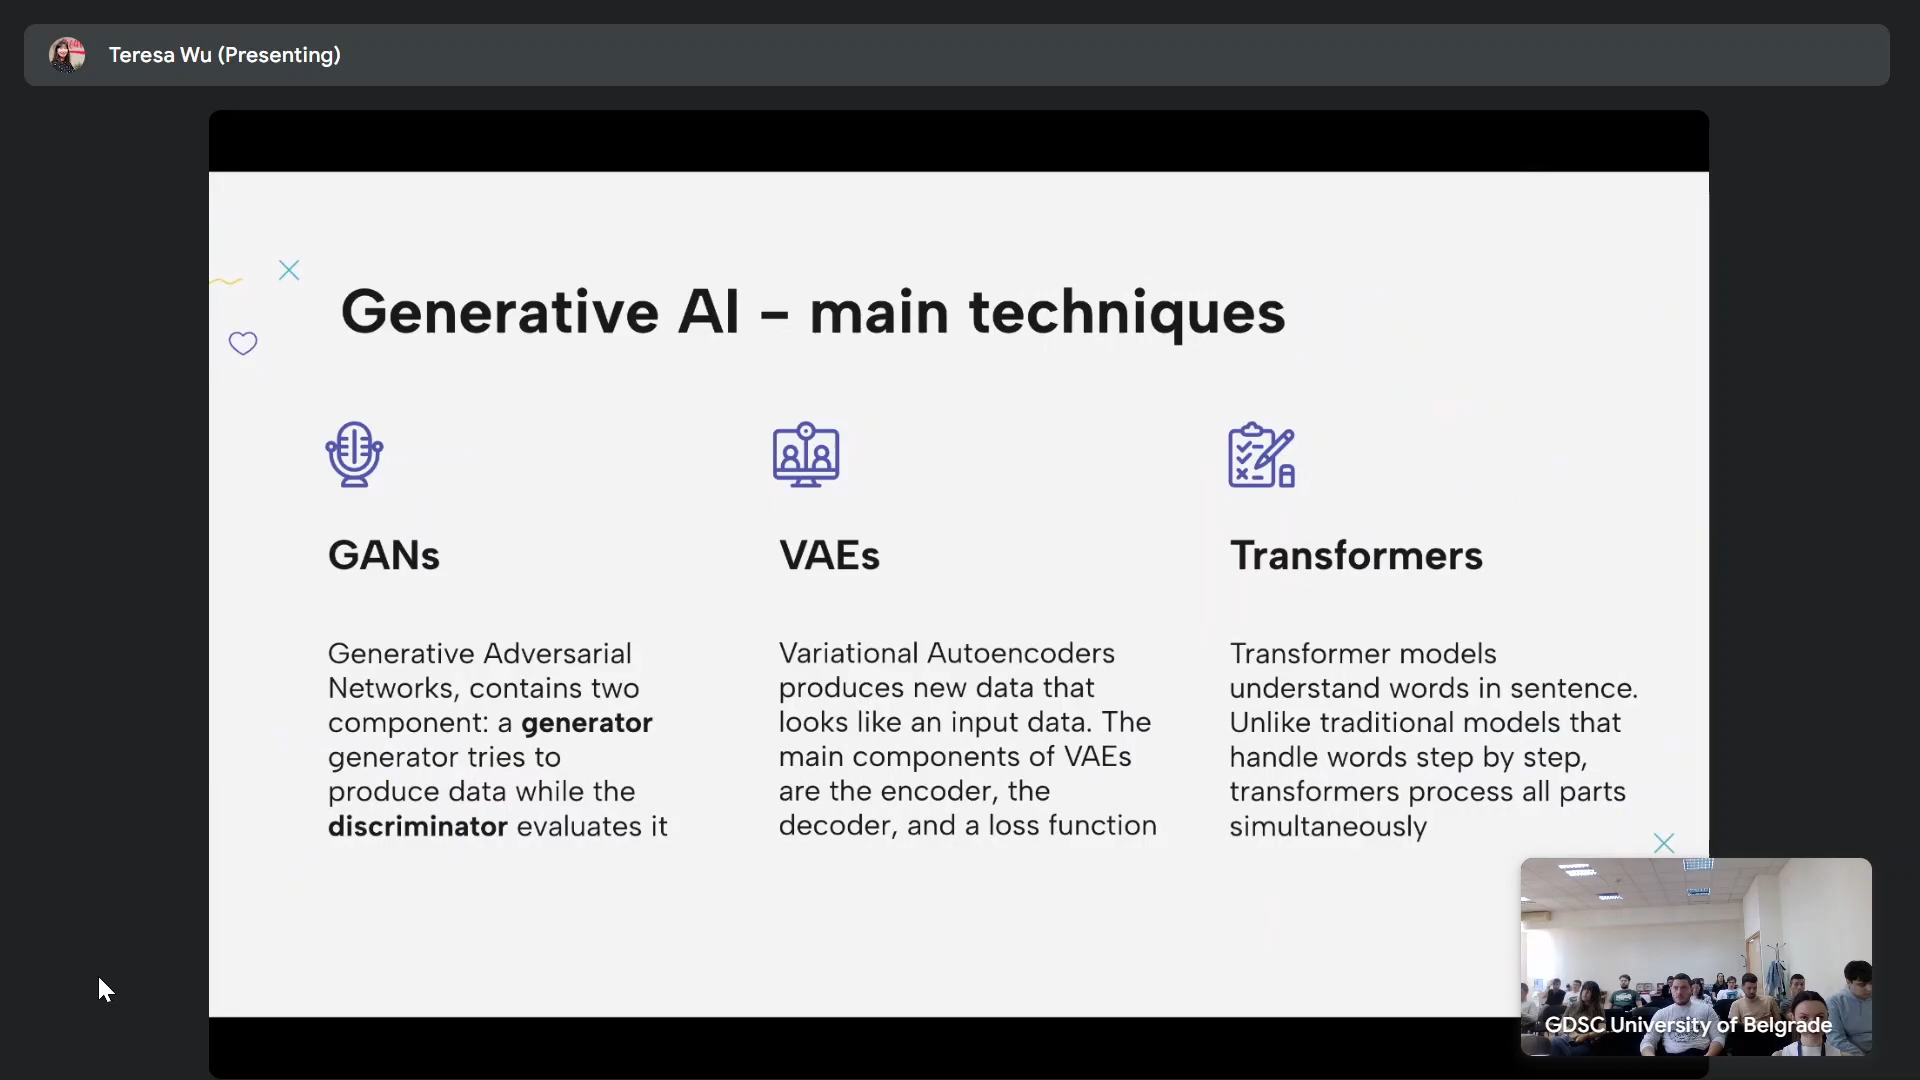 Teresa Wu (Presenting)
Generative AI – main techniques
GANs
Generative Adversarial
Networks, contains two
component: a generator
generator tries to
produce data while the
discriminator evaluates it
VAEs
Variational Autoencoders
produces new data that
looks like an input data. The
main components of VAEs
are the encoder, the
decoder, and a loss function
Transformers
Transformer models
understand words in sentence.
Unlike traditional models that
handle words step by step,
transformers process all parts
simultaneously
GDSC University of Belgrade